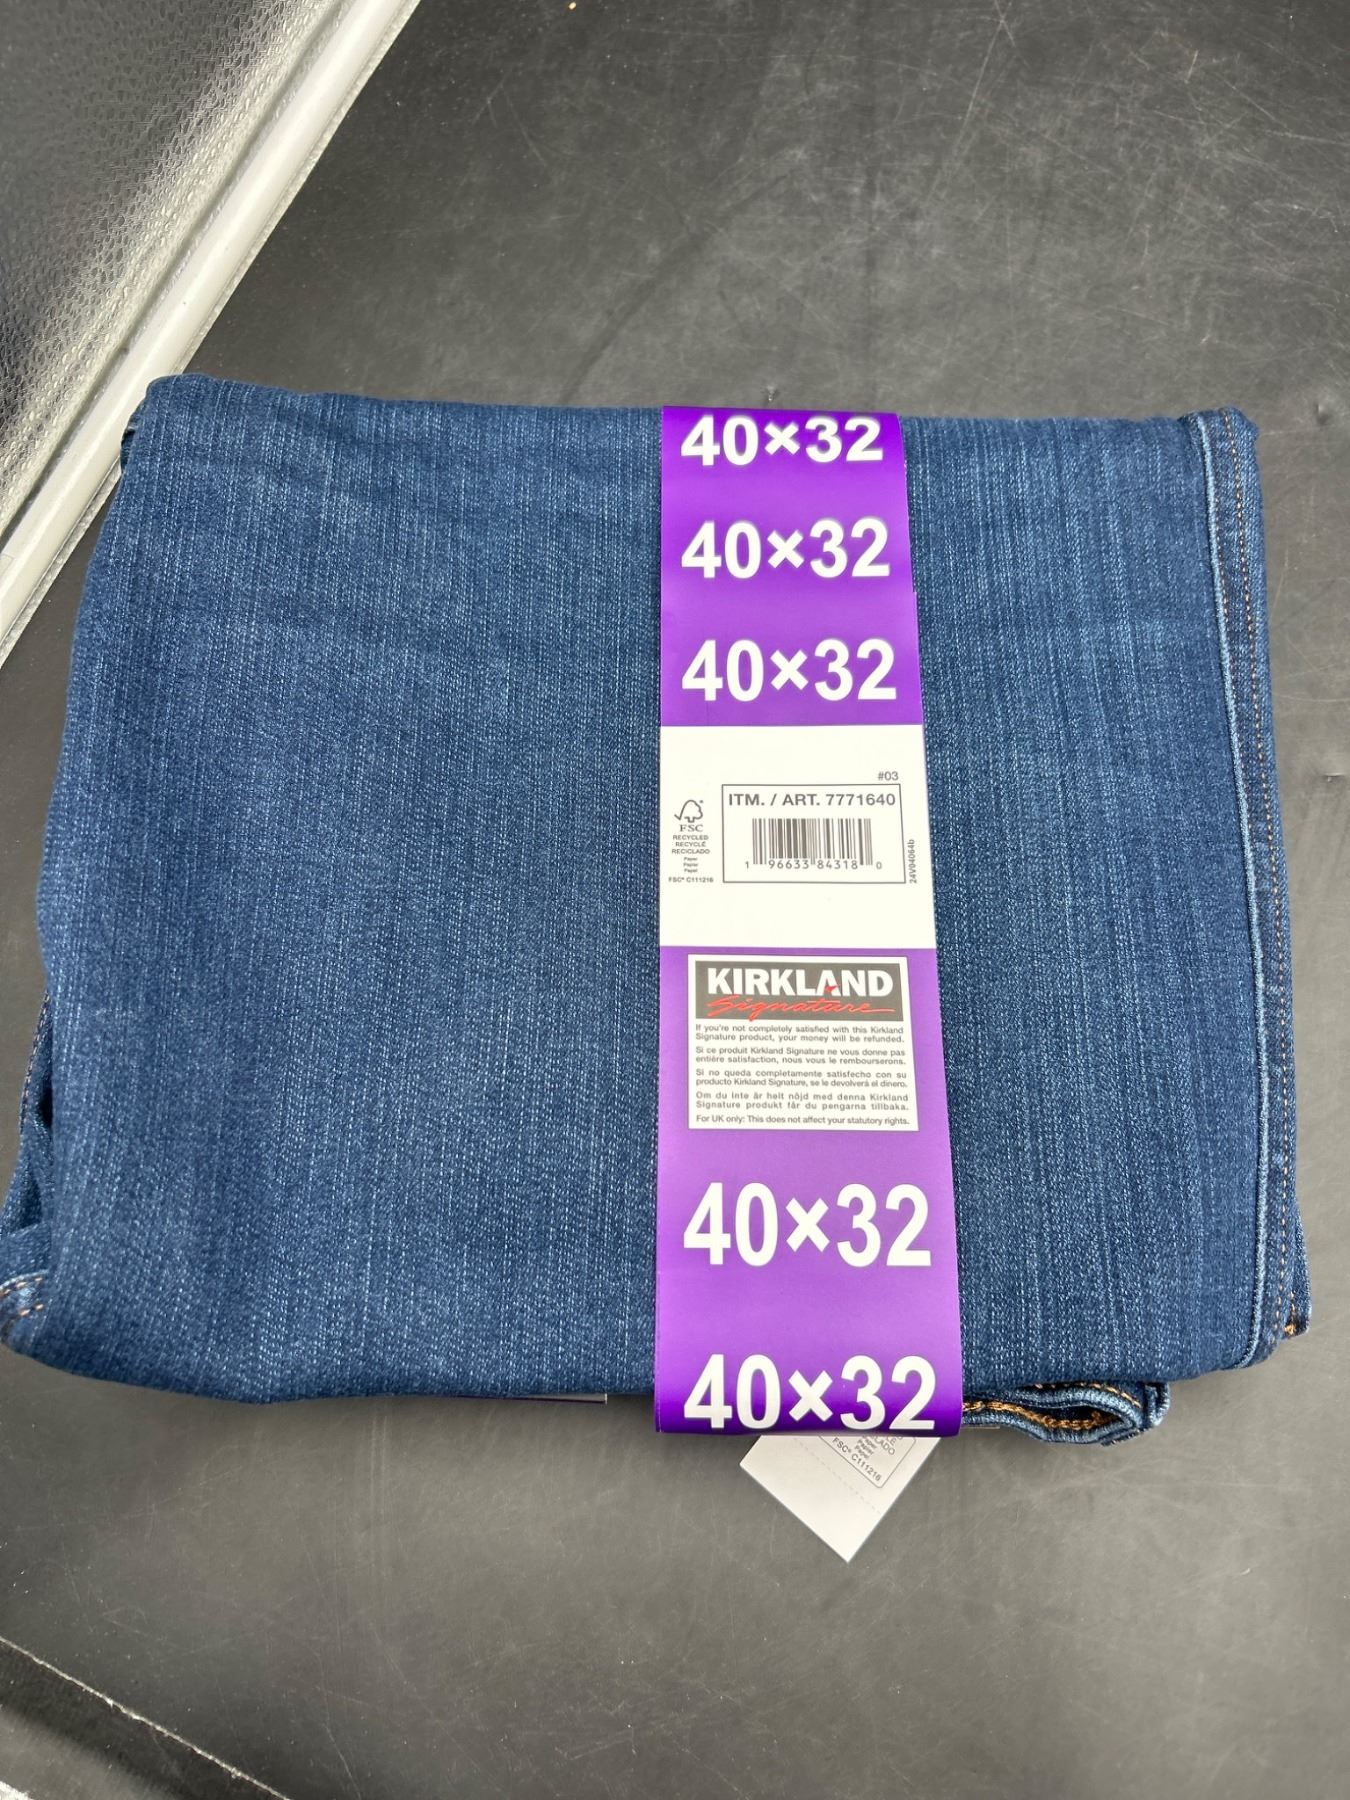 40×32
40×32
40×32
#03
ITM. / ART. 7771640
FSC
RECYCLED
RECYCLÉ
RECICLADO
Paper
Papier
Papel
FSC® C111216
1 96633 84318 0
24V04064b
KIRKLAND
Signature
If you're not completely satisfied with this Kirkland
Signature product, your money will be refunded.
Si ce produit Kirkland Signature ne vous donne pas
entière satisfaction, nous vous le rembourserons.
Si no queda completamente satisfecho con su
producto Kirkland Signature, se le devolverá el dinero.
Om du inte är helt nöjd med denna Kirkland
Signature produkt får du pengarna tillbaka.
For UK only: This does not affect your statutory rights.
40×32
40×32
Paper
Papier
Papel
FSC® C111216